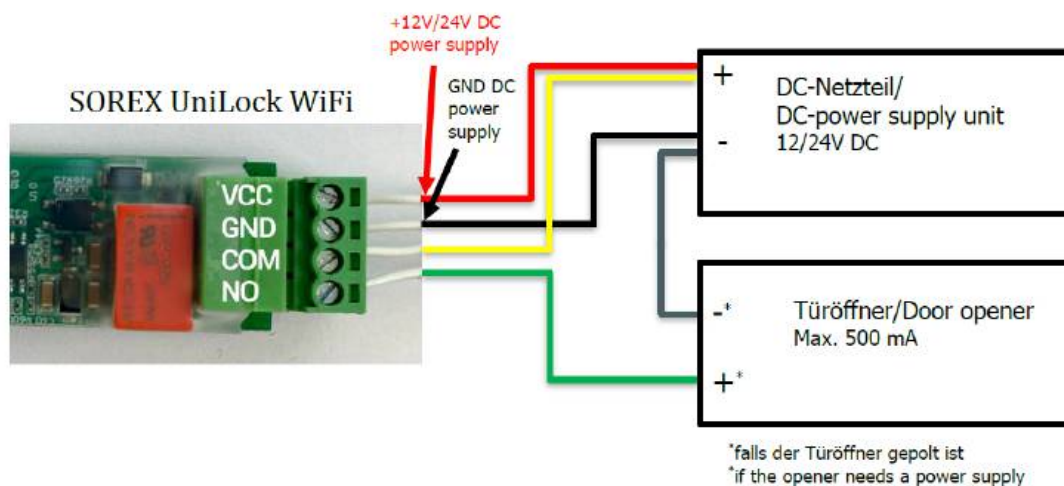 +12V/24V DC
power supply
GND DC
power
supply
SOREX UniLock WiFi
VCC
GND
COM
NO
+
-
DC-Netzteil/
DC-power supply unit
12/24V DC
-*
+*
Türöffner/Door opener
Max. 500 mA
*falls der Türöffner gepolt ist
*if the opener needs a power supply